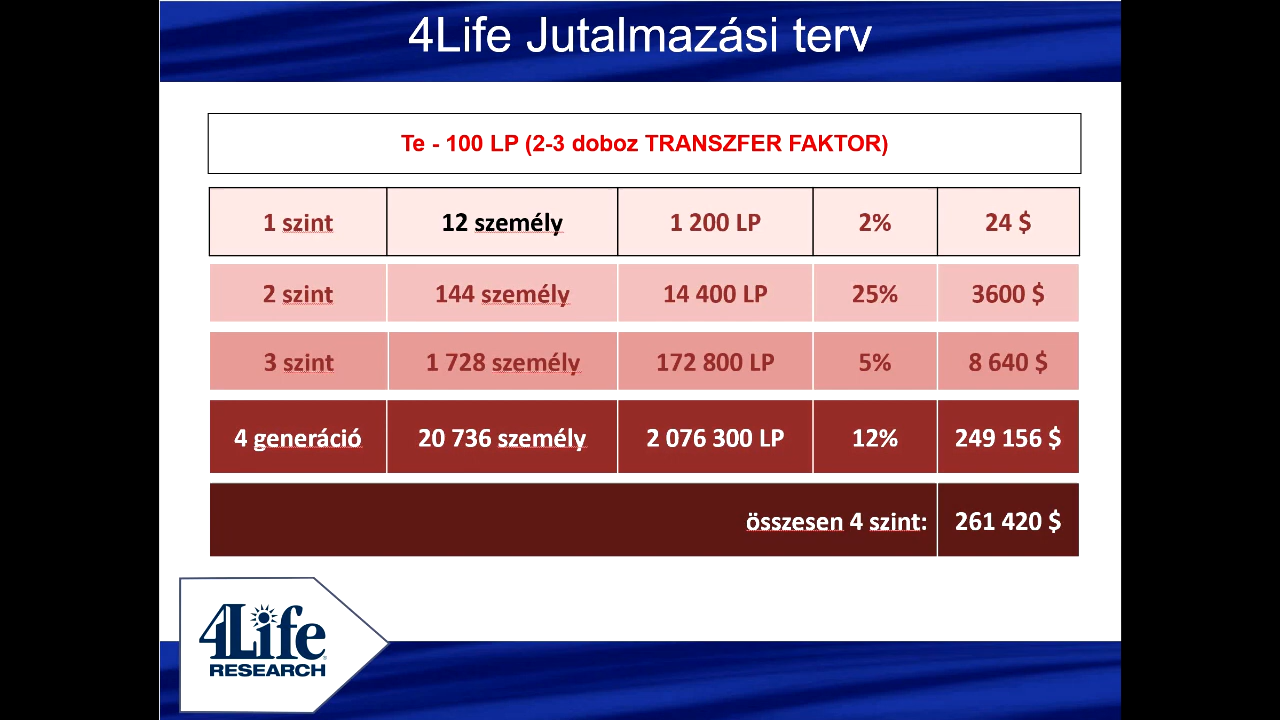 4Life Jutalmazási terv
Te - 100 LP (2-3 doboz TRANSZFER FAKTOR)
1 szint 12 személy 1 200 LP 2% 24 $
2 szint 144 személy 14 400 LP 25% 3600 $
3 szint 1 728 személy 172 800 LP 5% 8 640 $
4 generáció 20 736 személy 2 076 300 LP 12% 249 156 $
összesen 4 szint: 261 420 $
4Life
RESEARCH